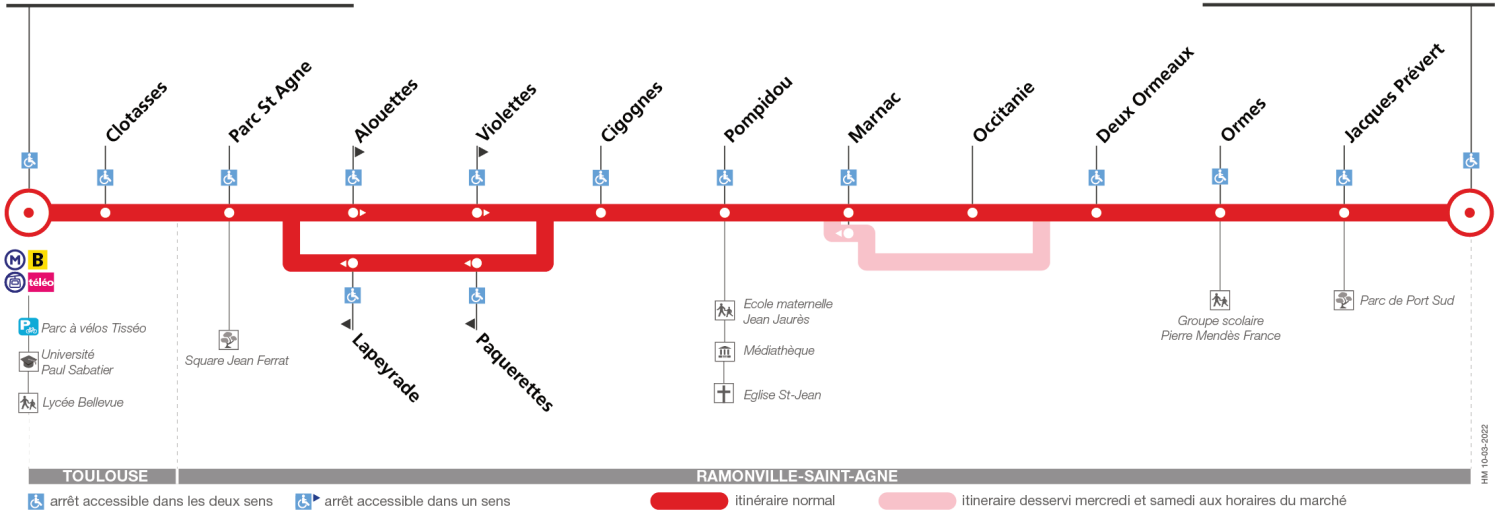 Clotasses
Parc St Agne
Alouettes
Violettes
Cigognes
Pompidou
Marnac
Occitanie
Deux Ormeaux
Ormes
Jacques Prévert
M B
téléo
Parc à vélos Tisséo
Université
Paul Sabatier
Lycée Bellevue
Square Jean Ferrat
Lapeyrade
Paquerettes
Ecole maternelle
Jean Jaurès
Médiathèque
Eglise St-Jean
Groupe scolaire
Pierre Mendès France
Parc de Port Sud
HM 10-03-2022
TOULOUSE
RAMONVILLE-SAINT-AGNE
arrêt accessible dans les deux sens
arrêt accessible dans un sens
itinéraire normal
itineraire desservi mercredi et samedi aux horaires du marché